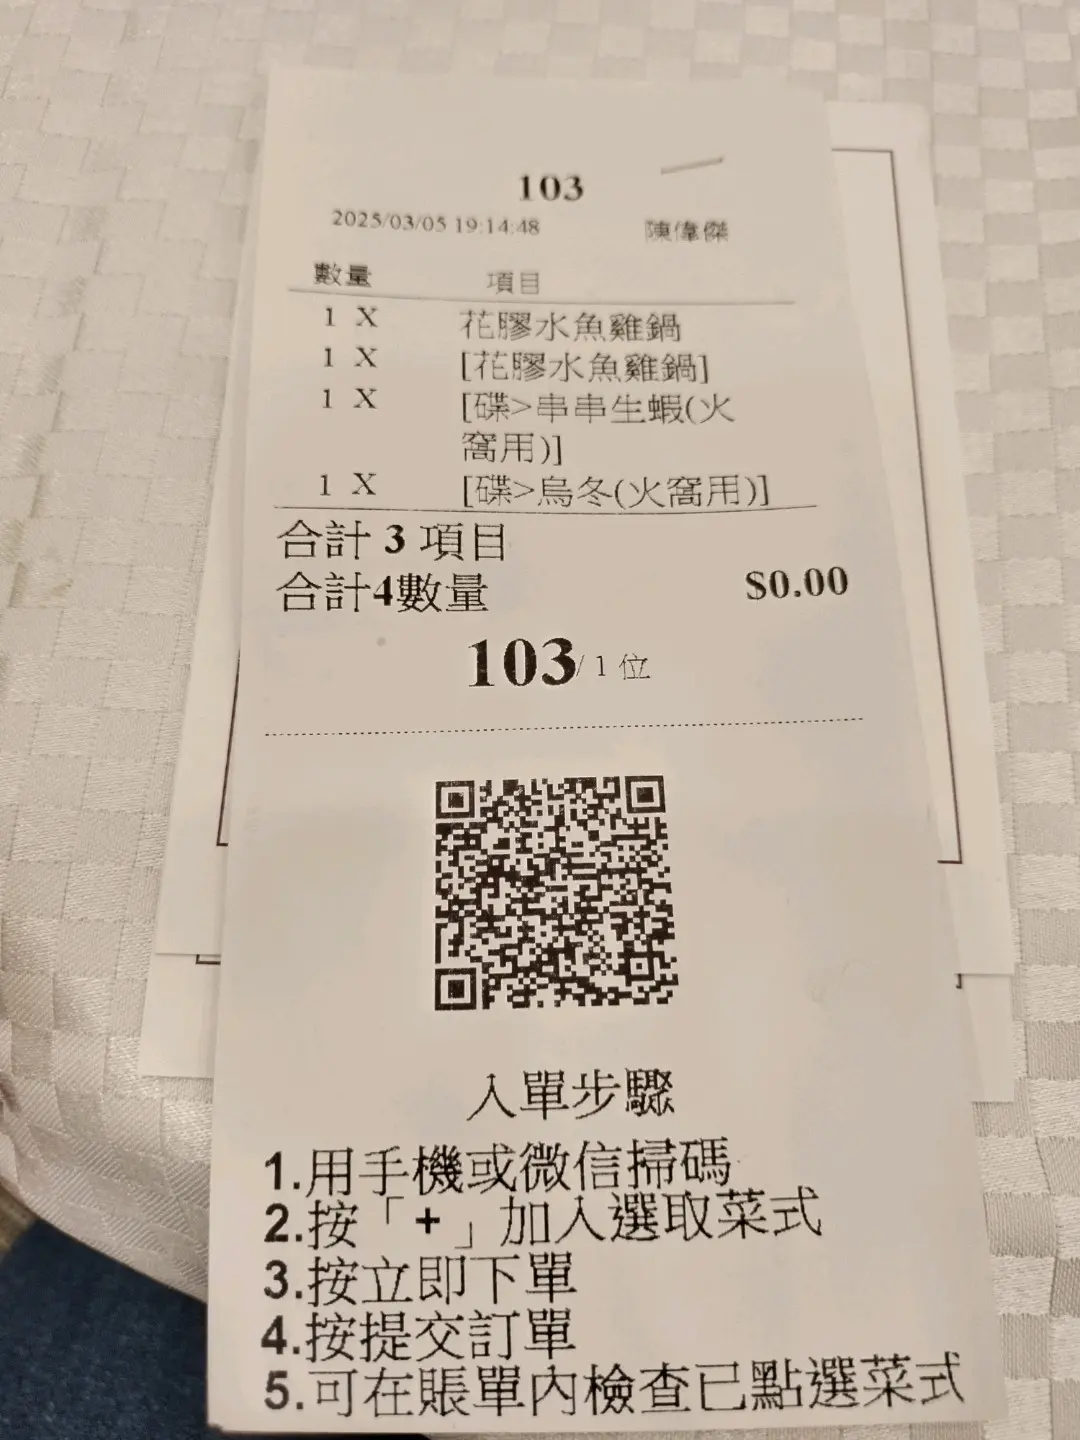 103
2025/03/05 19:14:48 陳偉傑
數量 項目
1 X 花膠水魚雞鍋
1 X [花膠水魚雞鍋]
1 X [碟>串串生蝦(火
窩用)]
1 X [碟>烏冬(火窩用)]
合計 3 項目
合計4數量 $0.00
103/ 1 位
入單步驟
1.用手機或微信掃碼
2.按「+」加入選取菜式
3.按立即下單
4.按提交訂單
5.可在賬單內檢查已點選菜式